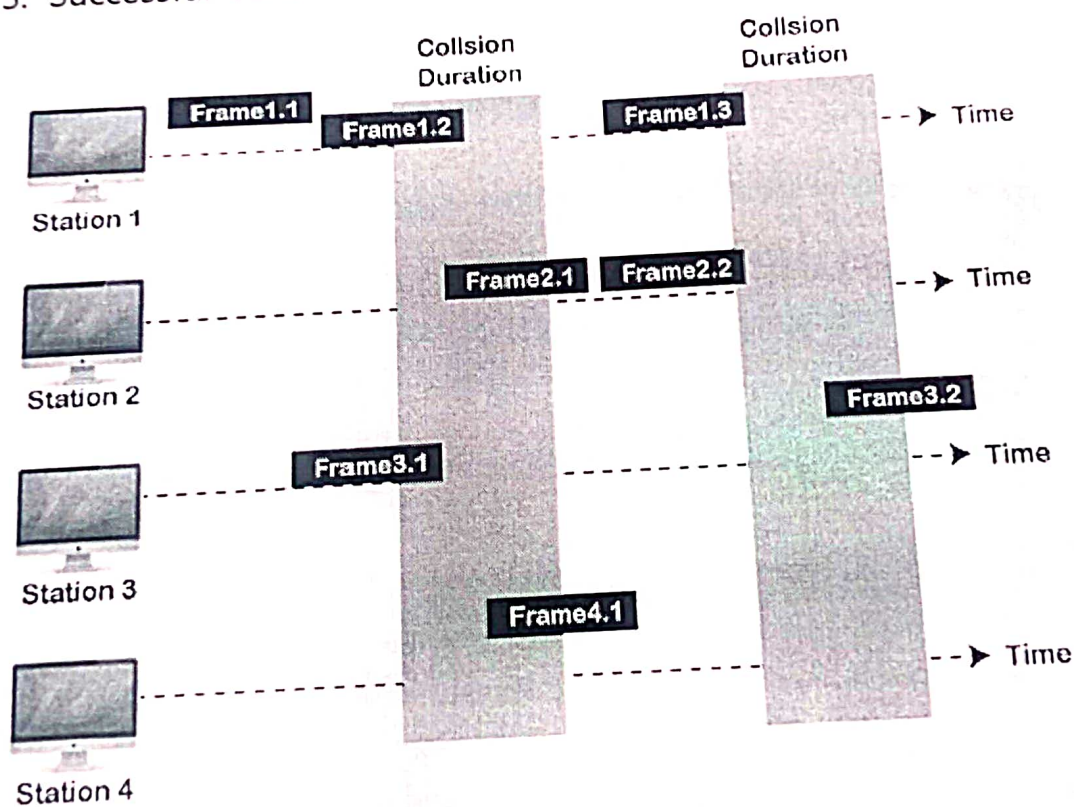 Collsion
Duration
Collsion
Duration
Frame1.1
Frame1.2
Frame1.3
Time
Station 1
Frame2.1
Frame2.2
Time
Station 2
Frame3.2
Frame3.1
Time
Station 3
Frame4.1
Time
Station 4